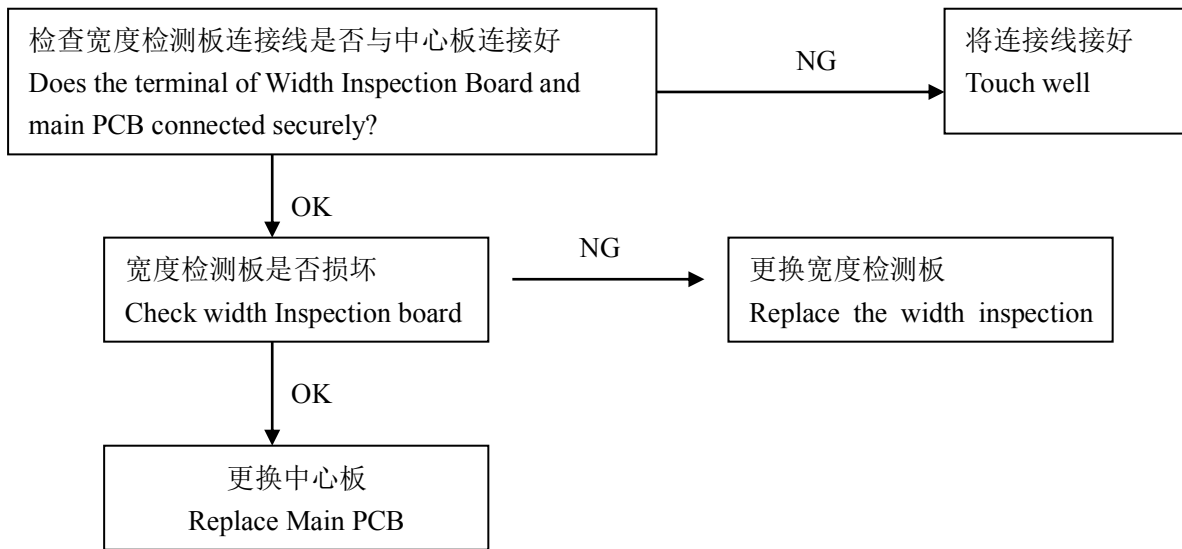 检查宽度检测板连接线是否与中心板连接好
Does the terminal of Width Inspection Board and
main PCB connected securely?
NG
将连接线接好
Touch well
OK
宽度检测板是否损坏
Check width Inspection board
NG
更换宽度检测板
Replace the width inspection
OK
更换中心板
Replace Main PCB